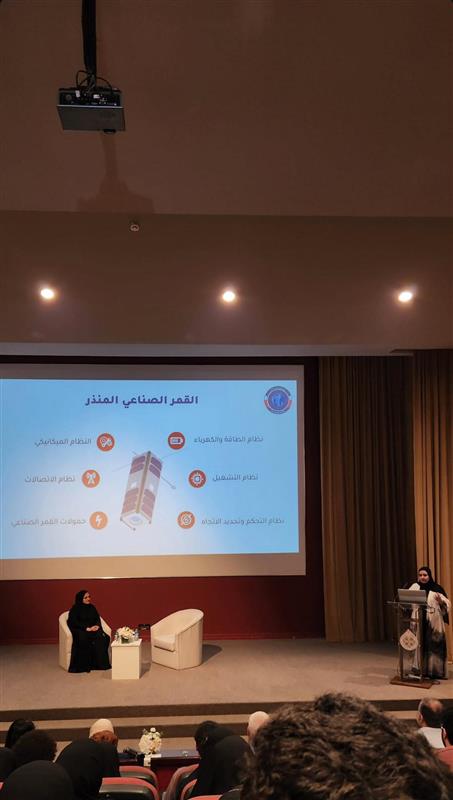 القمر الصناعي المنذر
نظام الطاقة والكهرباء
النظام الميكانيكي
نظام التشغيل
نظام الاتصالات
نظام التحكم وتحديد الاتجاه
حمولات القمر الصناعي